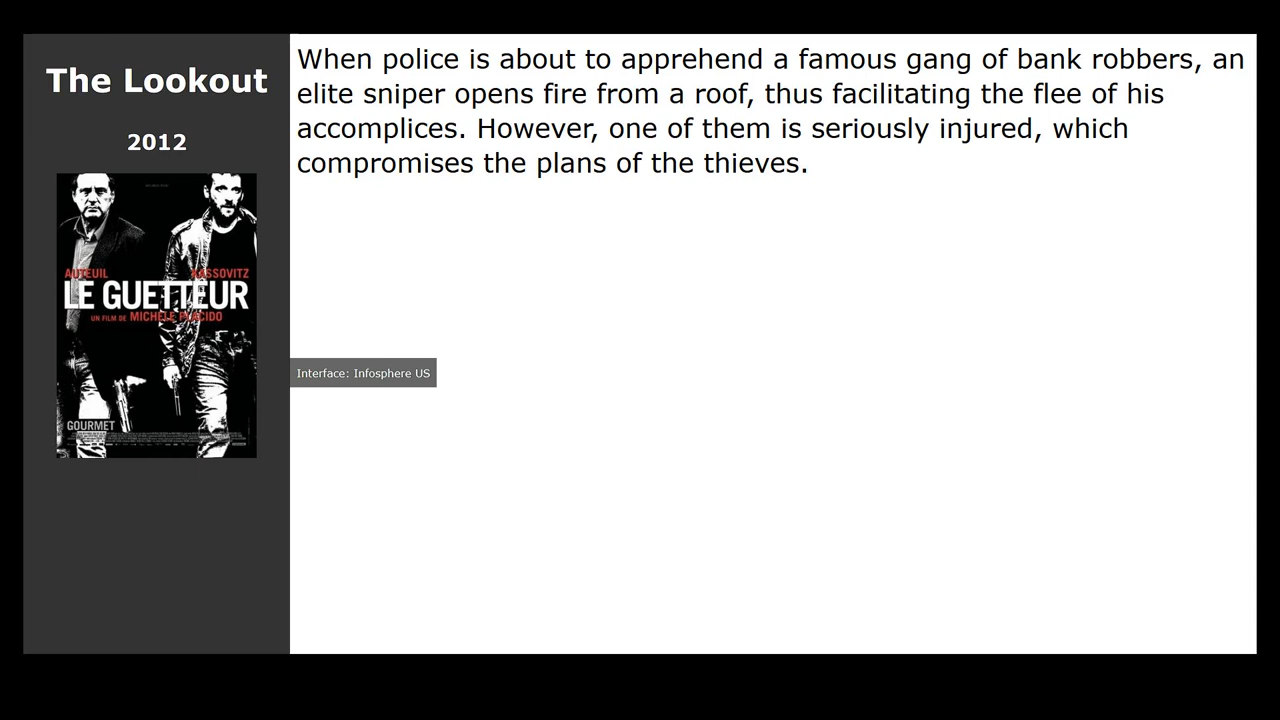 The Lookout
2012
AUTEUIL KASSOVITZ
LE GUETTEUR
UN FILM DE MICHELE PLACIDO
GOURMET
When police is about to apprehend a famous gang of bank robbers, an
elite sniper opens fire from a roof, thus facilitating the flee of his
accomplices. However, one of them is seriously injured, which
compromises the plans of the thieves.
Interface: Infosphere US